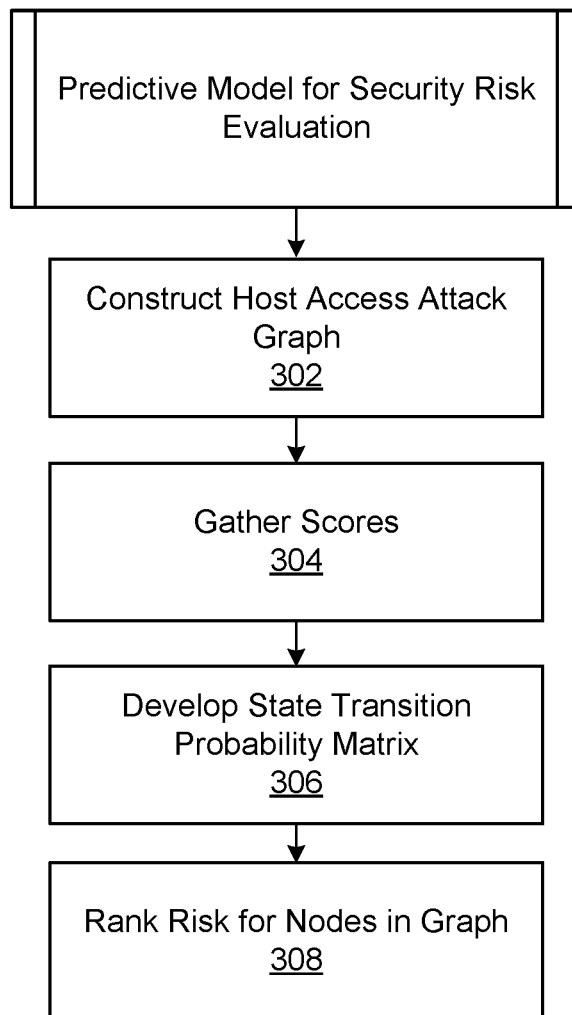 Predictive Model for Security Risk
Evaluation
Construct Host Access Attack
Graph
302
Gather Scores
304
Develop State Transition
Probability Matrix
306
Rank Risk for Nodes in Graph
308